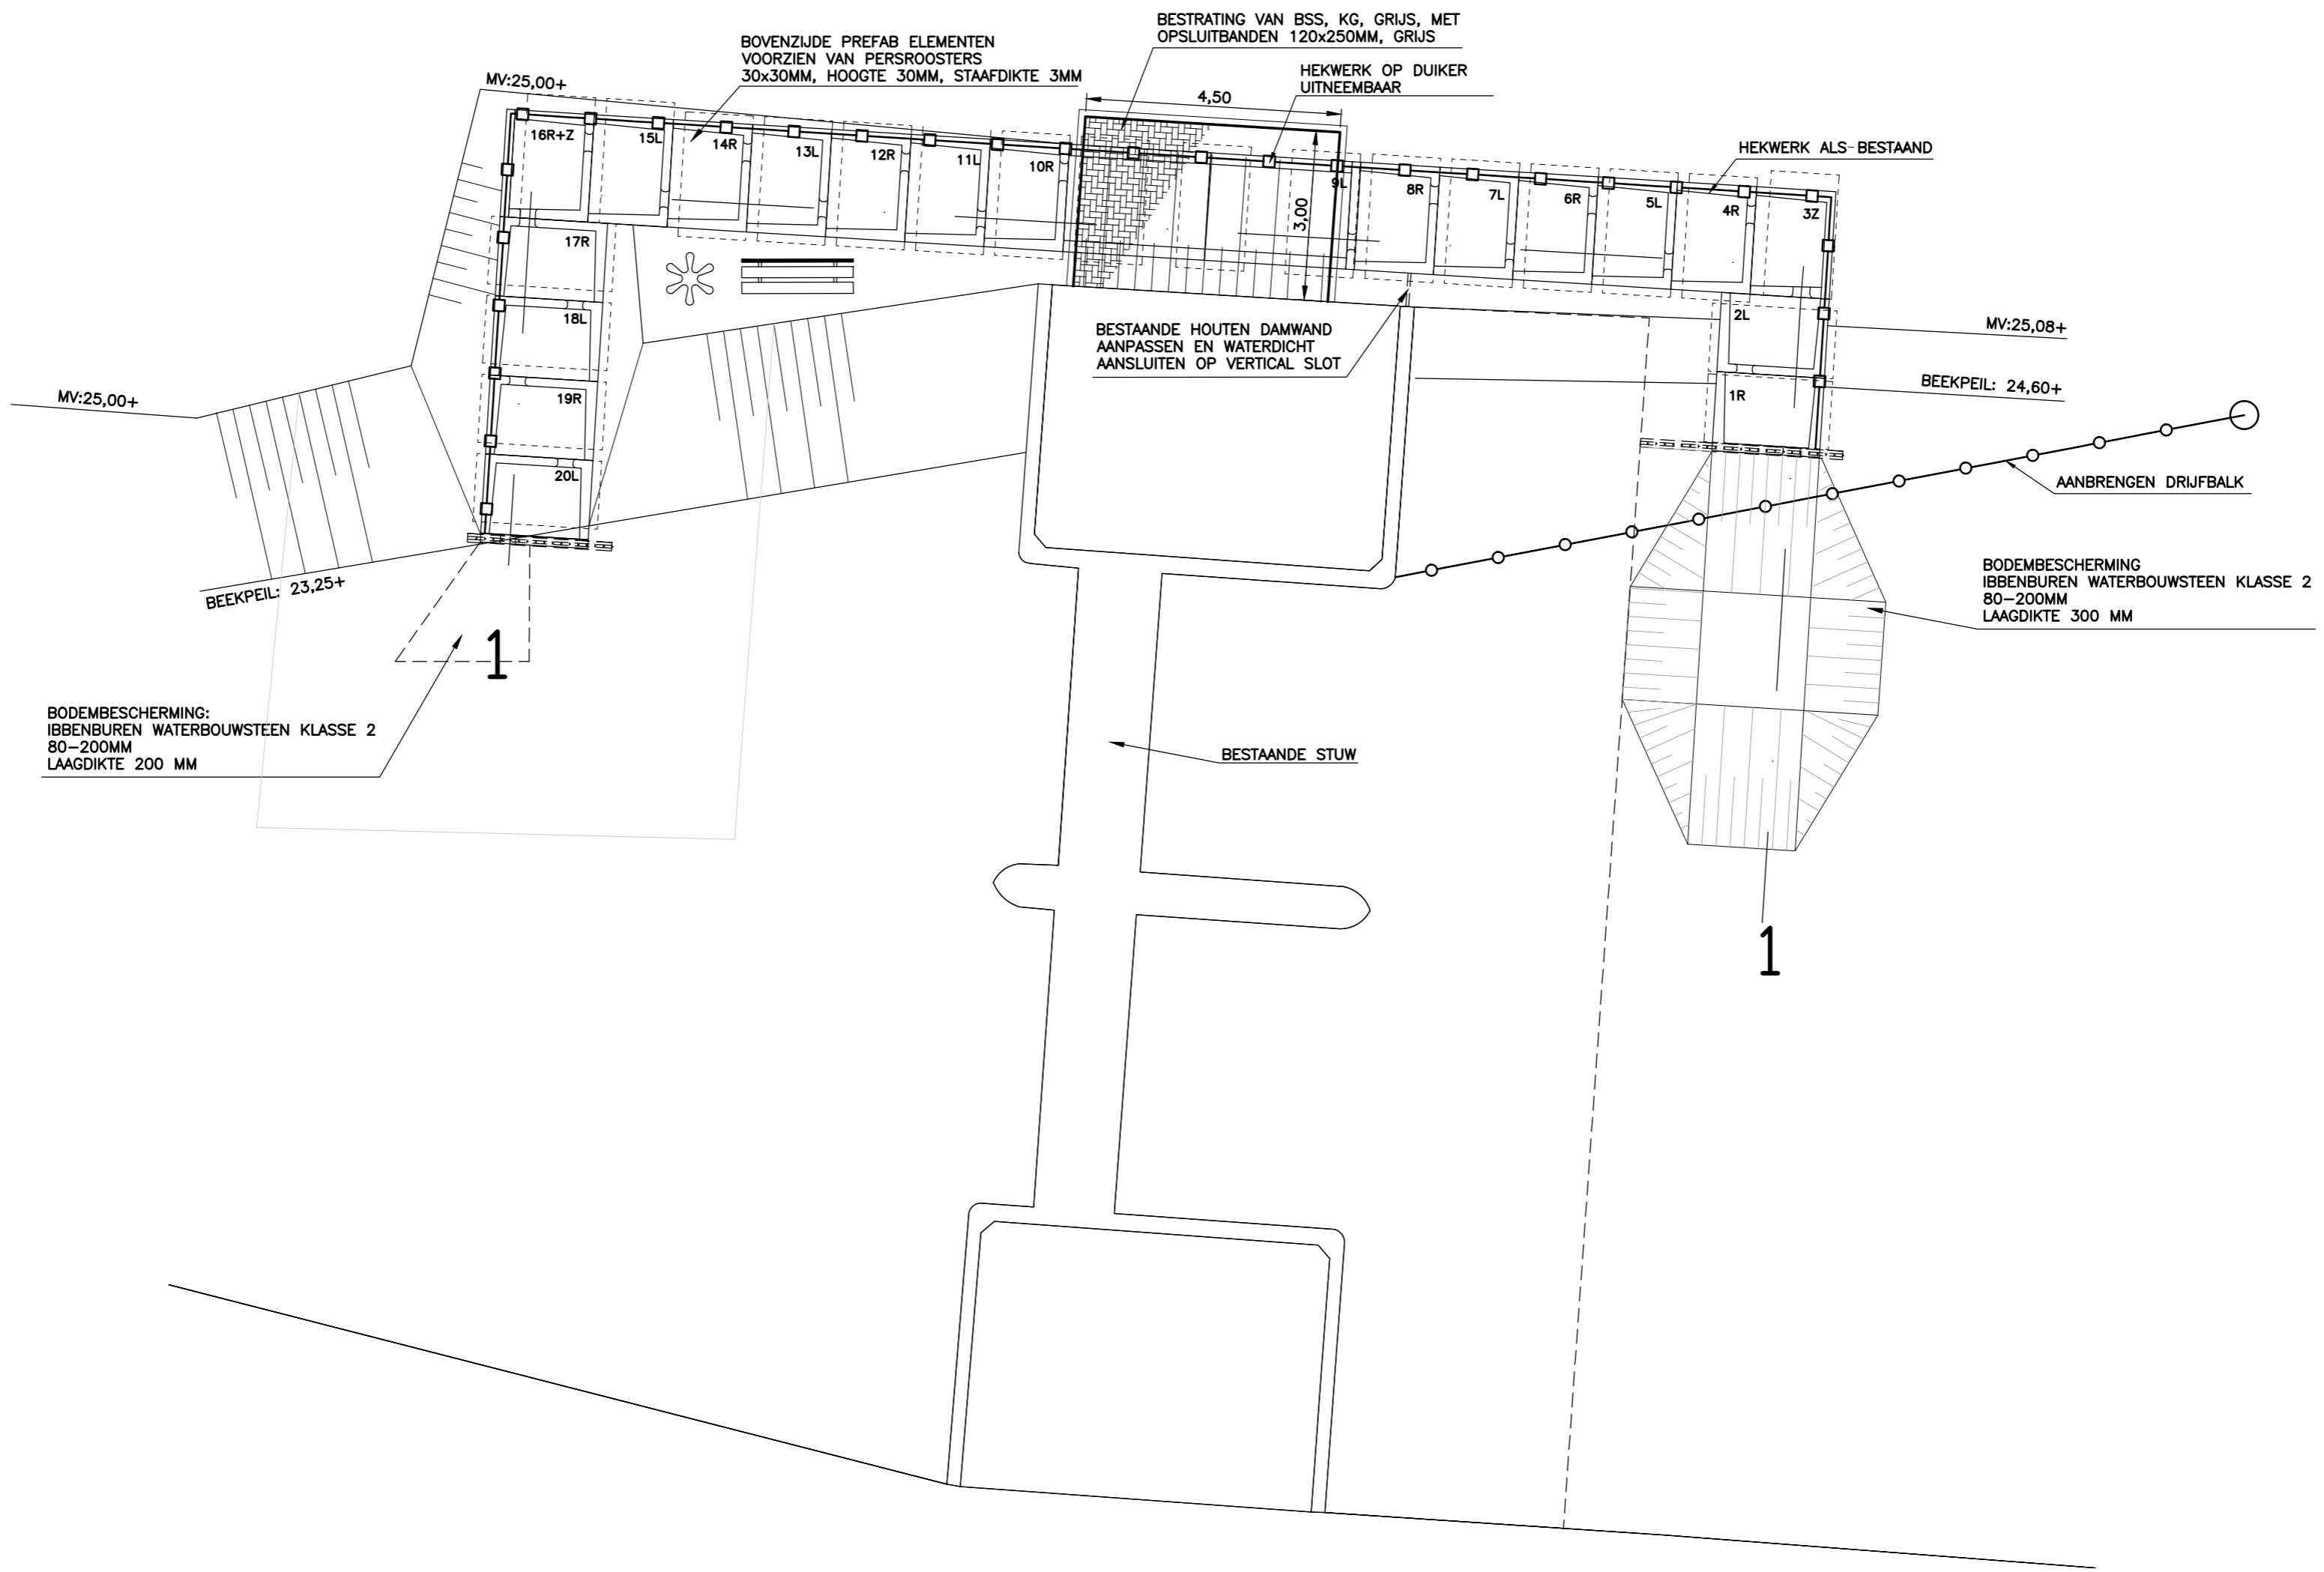 BESTRATING VAN BSS, KG, GRIJS, MET
OPSLUITBANDEN 120x250MM, GRIJS
BOVENZIJDE PREFAB ELEMENTEN
VOORZIEN VAN PERSROOSTERS
30x30MM, HOOGTE 30MM, STAAFDIKTE 3MM
HEKWERK OP DUIKER
UITNEEMBAAR
MV:25,00+
4,50
3,00
HEKWERK ALS-BESTAAND
16R+Z
15L
14R
13L
12R
11L
10R
9L
8R
7L
6R
5L
4R
3Z
17R
18L
19R
20L
2L
1R
BESTAANDE HOUTEN DAMWAND
AANPASSEN EN WATERDICHT
AANSLUITEN OP VERTICAL SLOT
MV:25,08+
BEEKPEIL: 24,60+
MV:25,00+
AANBRENGEN DRIJFBALK
BEEKPEIL: 23,25+
BODEMBESCHERMING
IBBENBUREN WATERBOUWSTEEN KLASSE 2
80-200MM
LAAGDIKTE 300 MM
1
BODEMBESCHERMING:
IBBENBUREN WATERBOUWSTEEN KLASSE 2
80-200MM
LAAGDIKTE 200 MM
BESTAANDE STUW
1